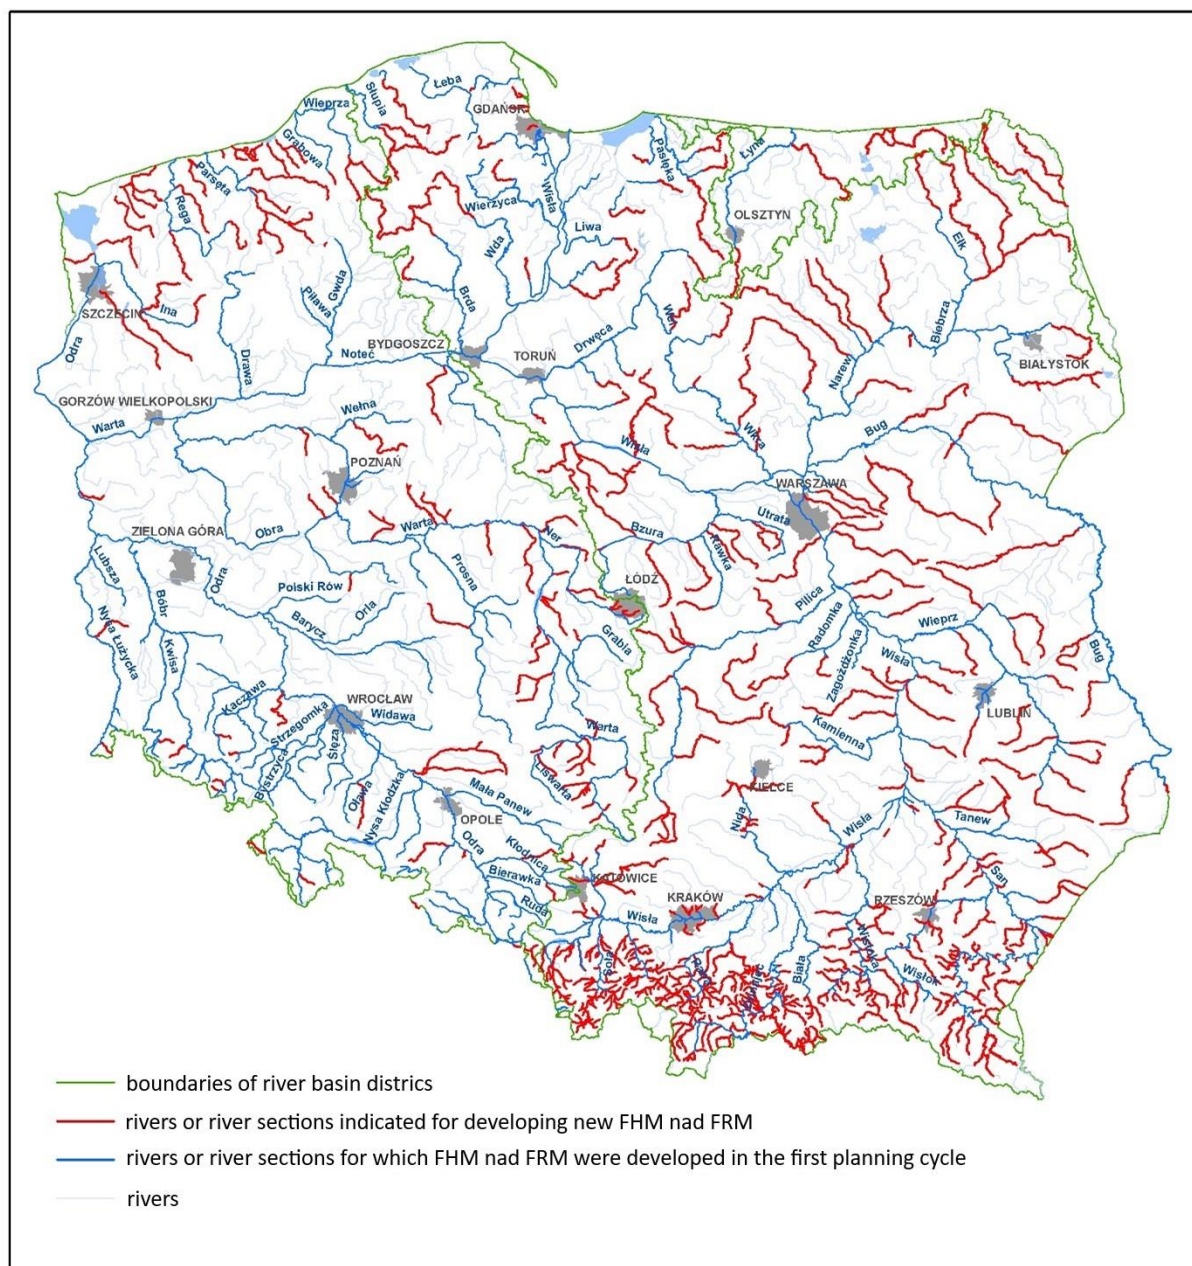 Łeba
Słupia
Wieprza
GDAŃSK
Grabowa
Parsęta
Rega
Pasłęka
Łyna
Wierzyca
Wisła
Liwa
OLSZTYN
Wda
Ełk
Gwda
Piława
Brda
Ina
SZCZECIN
Odra
Drawa
BYDGOSZCZ
Noteć
TORUŃ
Drwęca
Wel
Narew
Biebrza
BIAŁYSTOK
GORZÓW WIELKOPOLSKI
Warta
Wełna
Wisła
Wkra
Bug
POZNAŃ
WARSZAWA
ZIELONA GÓRA
Obra
Warta
Ner
Bzura
Utrata
Rawka
Lubsza
Odra
Polski Rów
Prosna
ŁÓDŹ
Pilica
Bóbr
Nysa Łużycka
Barycz
Orla
Grabia
Radomka
Zagożdżonka
Wieprz
Bug
Kwisa
Wisła
Kaczawa
WROCŁAW
Widawa
LUBLIN
Strzegomka
Ślęza
Bystrzyca
Warta
Kamienna
Oława
Nysa Kłodzka
Liswarta
KIELCE
Mała Panew
OPOLE
Odra
Nida
Wisła
Tanew
Kłodnica
Bierawka
Ruda
KATOWICE
KRAKÓW
Wisła
RZESZÓW
San
Soła
Raba
Dunajec
Biała
Wisłoka
Wisłok
boundaries of river basin districs
rivers or river sections indicated for developing new FHM nad FRM
rivers or river sections for which FHM nad FRM were developed in the first planning cycle
rivers